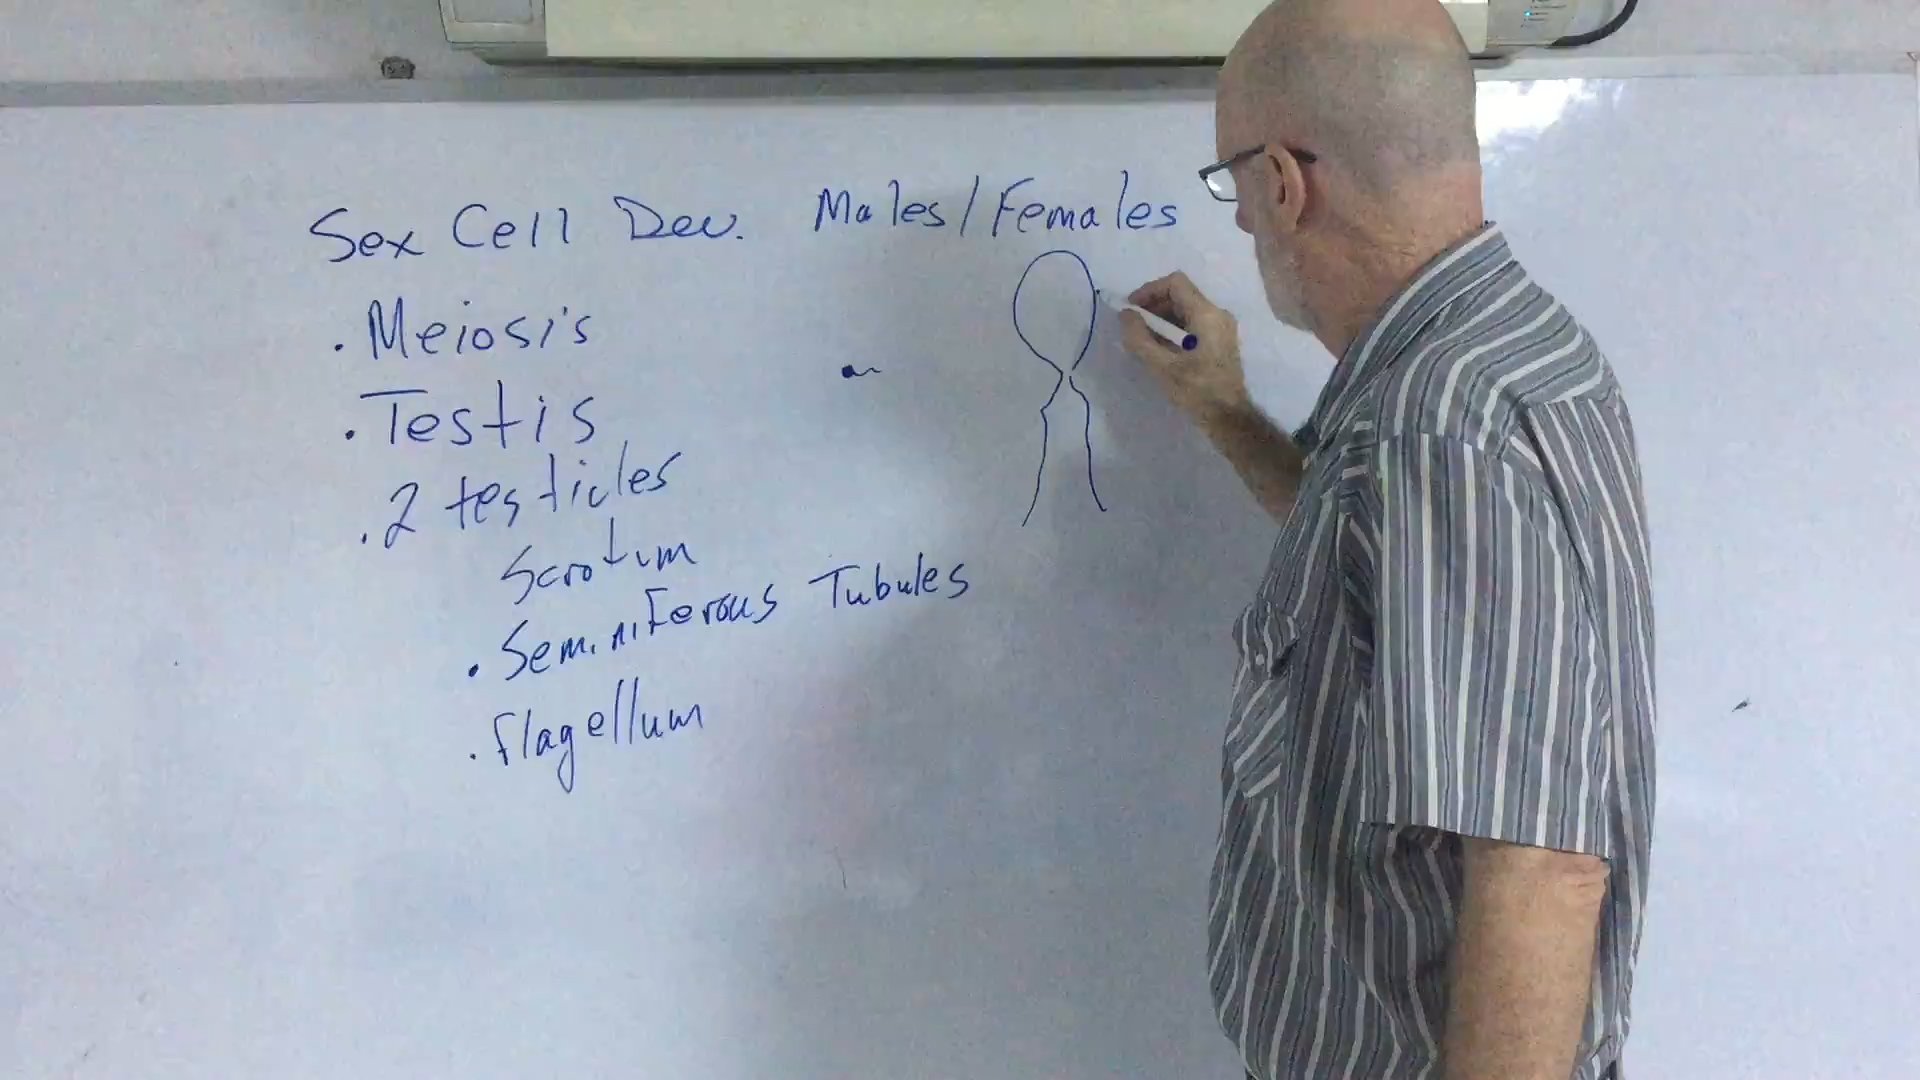 Sex Cell Dev. Males/Females
. Meiosis
. Testis
. 2 testicles
Scrotum
. Seminiferous Tubules
. Flagellum